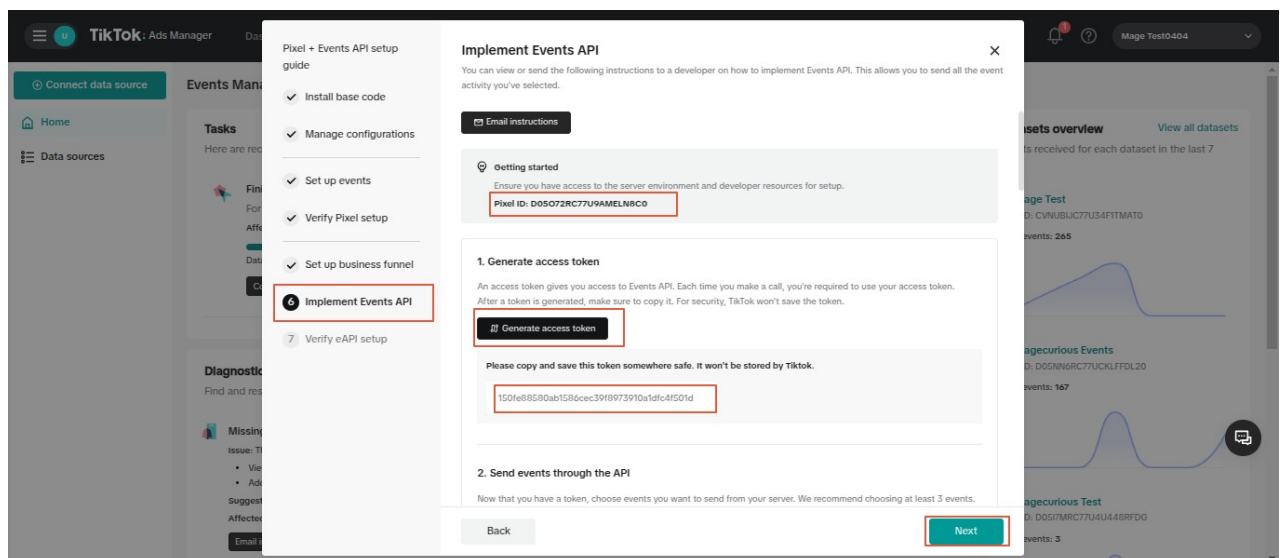 TikTok: Ads Manager
Mage Test0404
Connect data source
Home
Data sources
Events
Tasks
Here are
Diagnostic
Find and
Missing
Issue:
Affected
Email
Pixel + Events API setup
guide
Install base code
Manage configurations
Set up events
Verify Pixel setup
Set up business funnel
6 Implement Events API
7 Verify eAPI setup
Implement Events API
You can view or send the following instructions to a developer on how to implement Events API. This allows you to send all the event
activity you've selected.
Email instructions
Getting started
Ensure you have access to the server environment and developer resources for setup.
Pixel ID: D05O72RC77U9AMELN8C0
1. Generate access token
An access token gives you access to Events API. Each time you make a call, you're required to use your access token.
After a token is generated, make sure to copy it. For security, TikTok won't save the token.
Generate access token
Please copy and save this token somewhere safe. It won't be stored by Tiktok.
150fe88580ab1586cec39f8973910a1dfc4f501d
2. Send events through the API
Now that you have a token, choose events you want to send from your server. We recommend choosing at least 3 events.
Back
Next
overview
View all datasets
received for each dataset in the last 7
Test
ID: CVNUBIJC77U34F1TMAT0
events: 265
Events
ID: D05NN6RC77UCKLFFDL20
events: 167
Test
ID: D0SI7MRC77U4U448RFDG
events: 3